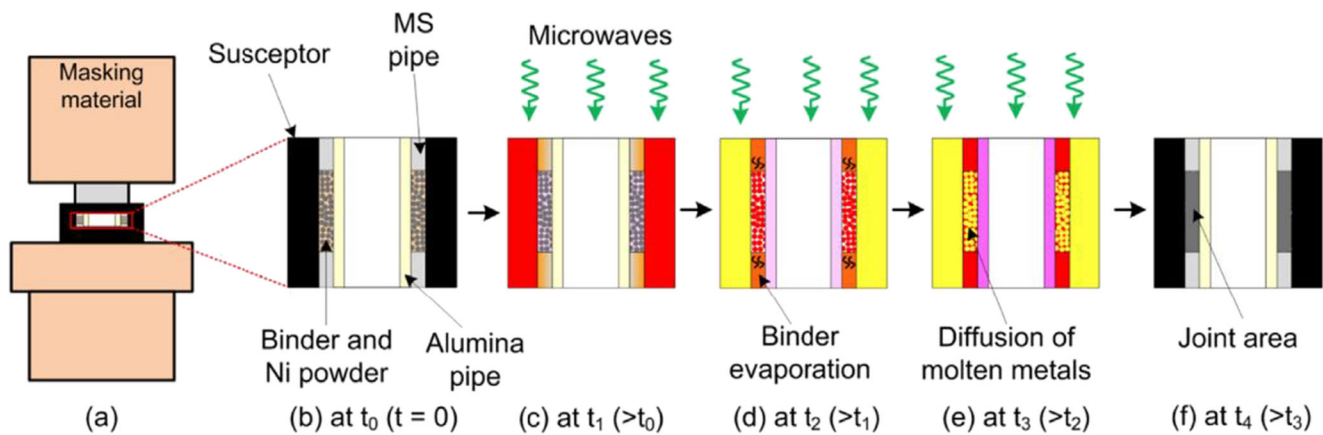 Masking
material
Susceptor
MS
pipe
Microwaves
Binder and
Ni powder
Alumina
pipe
Binder
evaporation
Diffusion of
molten metals
Joint area
(a)
(b) at t₀ (t = 0)
(c) at t₁ (>t₀)
(d) at t₂ (>t₁)
(e) at t₃ (>t₂)
(f) at t₄ (>t₃)